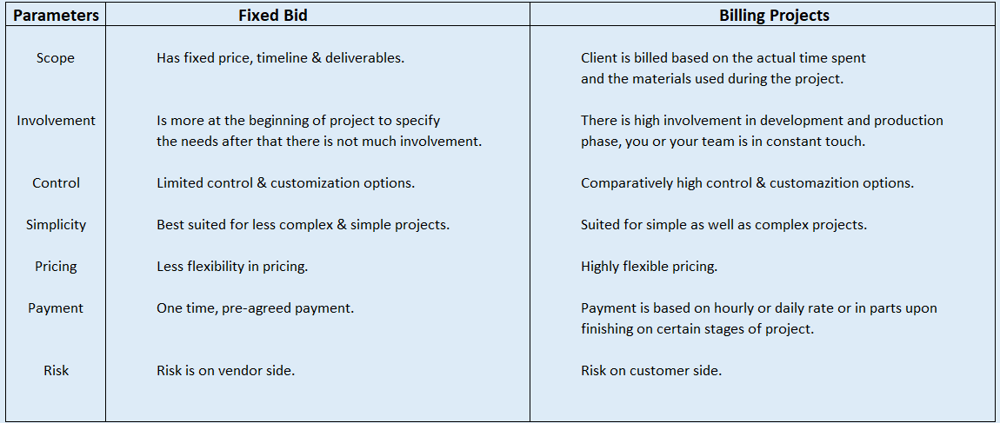 Parameters Fixed Bid Billing Projects
Scope Has fixed price, timeline & deliverables. Client is billed based on the actual time spent
and the materials used during the project.
Involvement Is more at the beginning of project to specify There is high involvement in development and production
the needs after that there is not much involvement. phase, you or your team is in constant touch.
Control Limited control & customization options. Comparatively high control & customazition options.
Simplicity Best suited for less complex & simple projects. Suited for simple as well as complex projects.
Pricing Less flexibility in pricing. Highly flexible pricing.
Payment One time, pre-agreed payment. Payment is based on hourly or daily rate or in parts upon
finishing on certain stages of project.
Risk Risk is on vendor side. Risk on customer side.